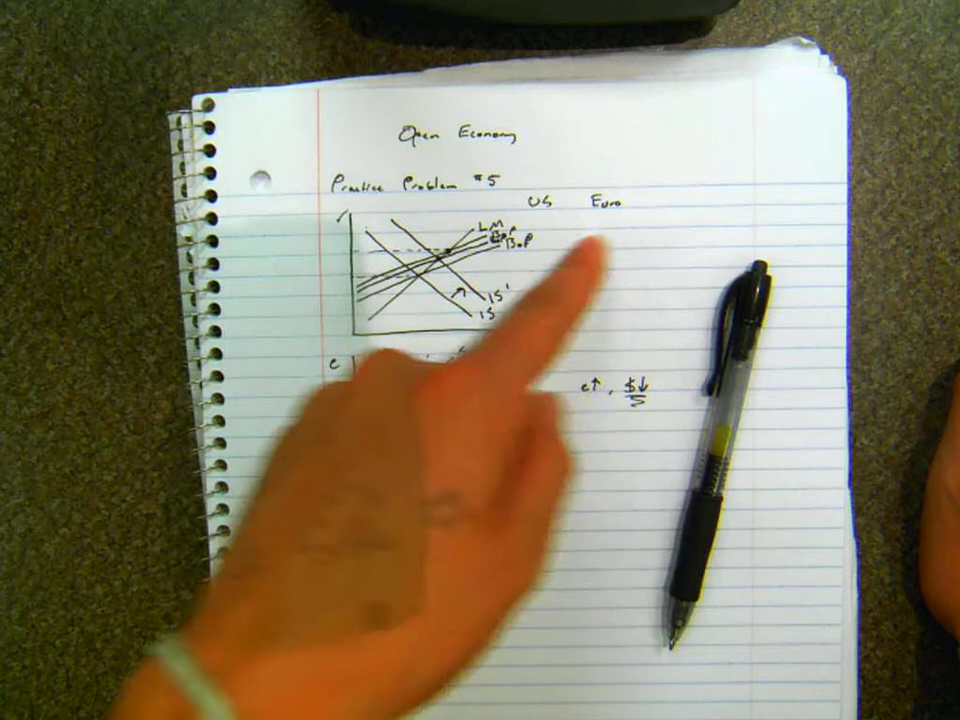 Open Economy
Practice Problem #5
US Euro
r
LM
BoP
BoP
IS'
IS
e
e↑, $↓